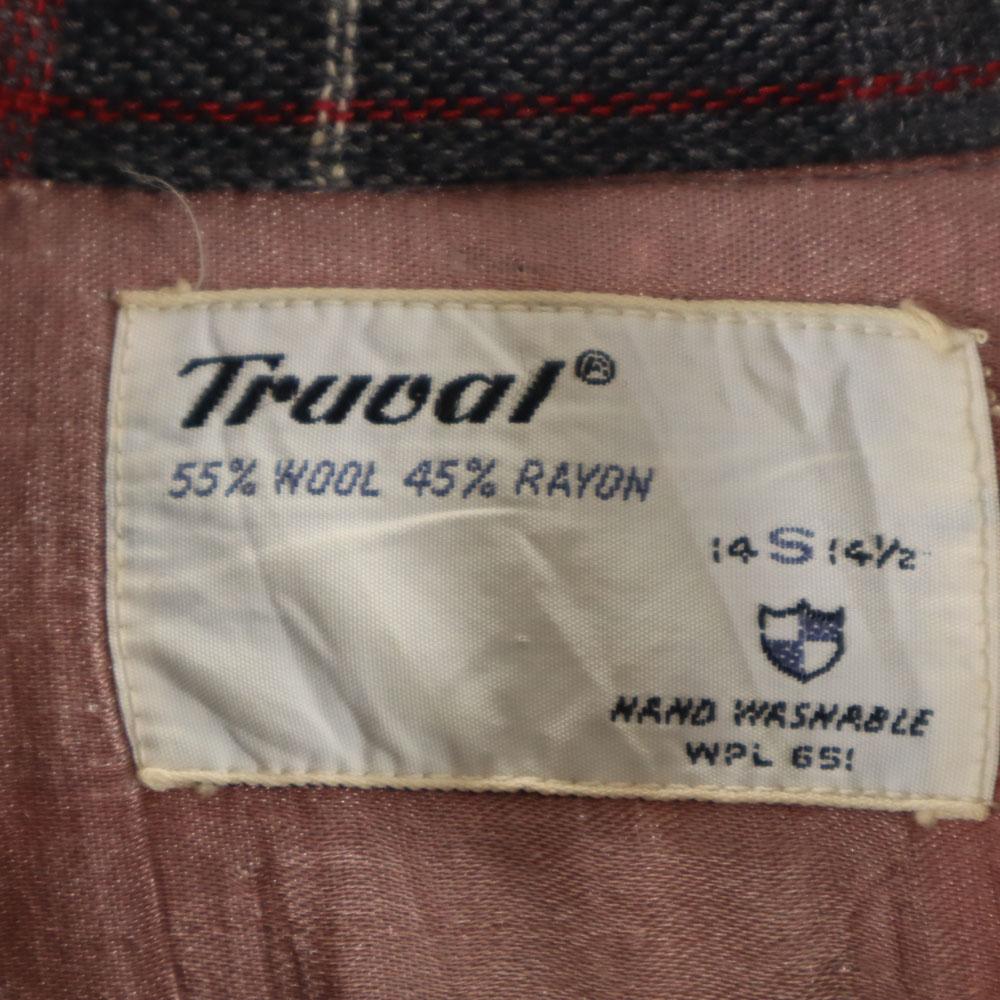 Truval®
55% WOOL 45% RAYON
14 S 14½
HAND WASHABLE
WPL 651